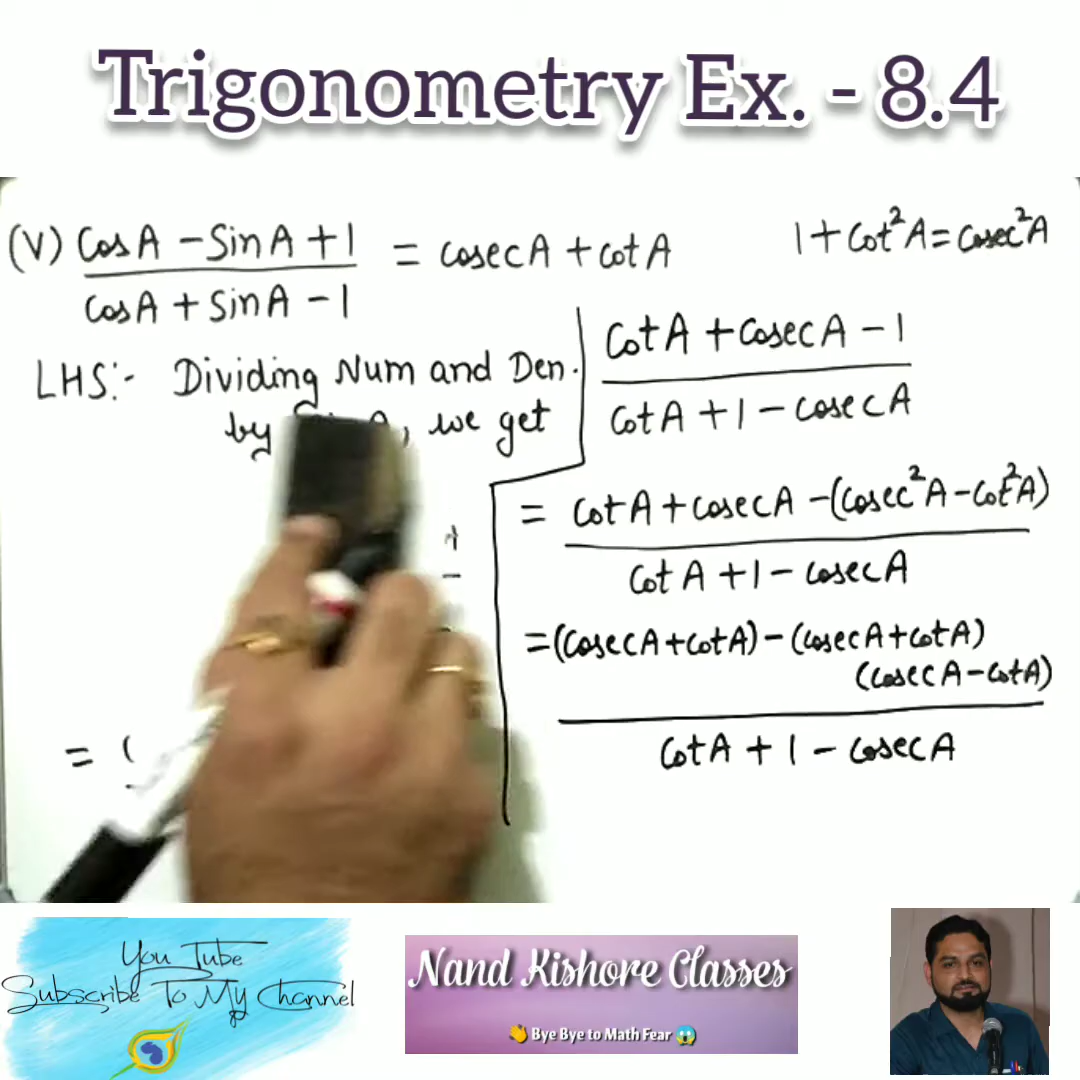 Trigonometry Ex. - 8.4
(V) CosA - SinA + 1 = cosecA + cotA
CosA + SinA - 1
1 + Cot²A = Cosec²A
LHS:- Dividing Num and Den.
by , we get
= (
CotA + CosecA - 1
CotA + 1 - CosecA
= CotA + CosecA - (Cosec²A - Cot²A)
CotA + 1 - CosecA
= (CosecA + CotA) - (CosecA + CotA)
(CosecA - CotA)
CotA + 1 - CosecA
You Tube
Subscribe To My Channel
Nand Kishore Classes
👋 Bye Bye to Math Fear 😱